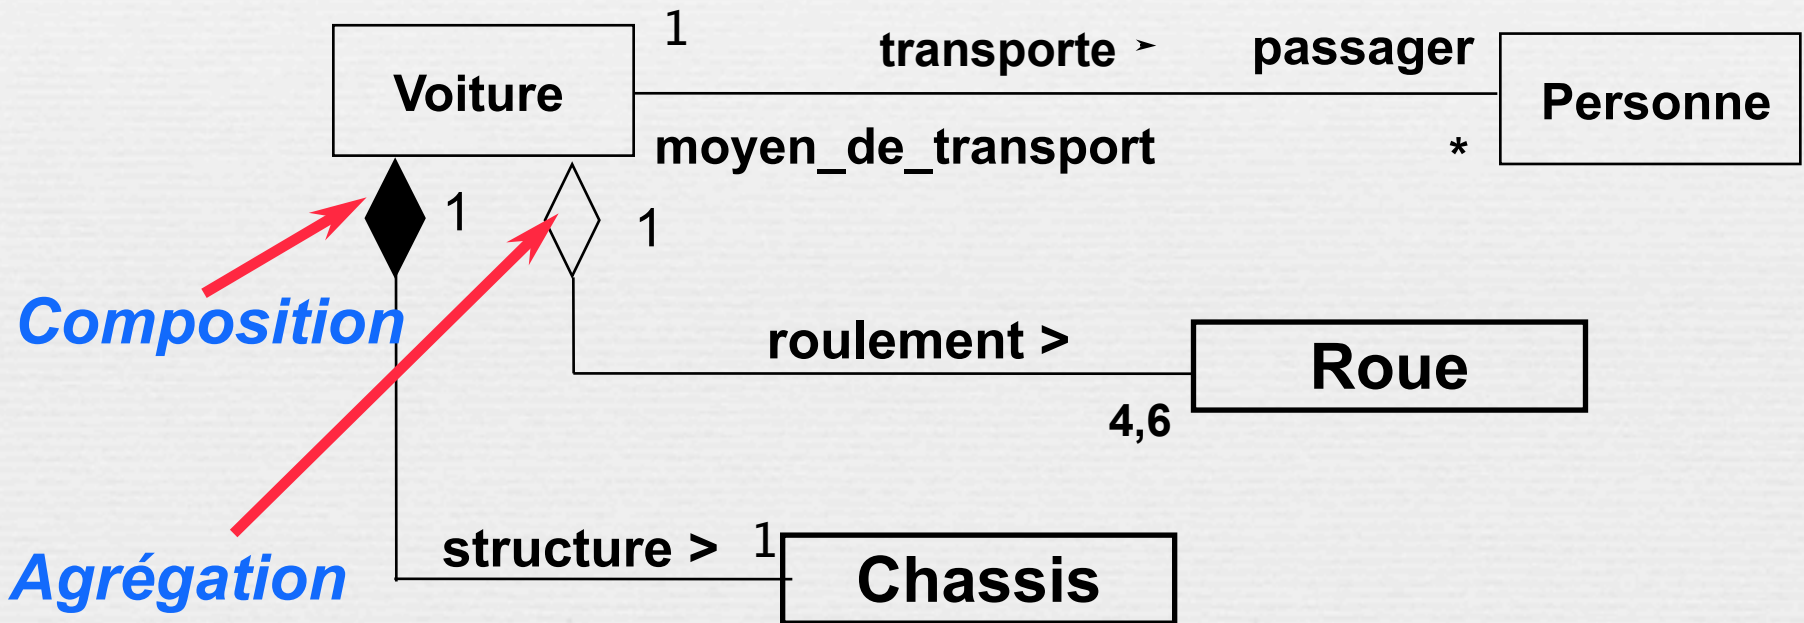 1
transporte ➤ passager
Voiture
Personne
moyen_de_transport
*
1
1
Composition
roulement >
Roue
4,6
structure >
1
Chassis
Agrégation